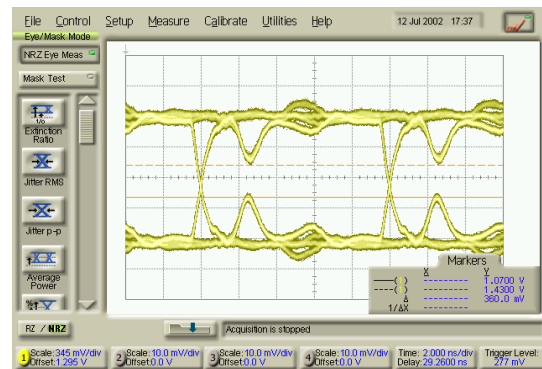 File Control Setup Measure Calibrate Utilities Help 12 Jul 2002 17:37
Eye/Mask Mode
NRZ Eye Meas
Mask Test
Extinction
Ratio
Jitter RMS
Jitter p-p
Average
Power
RZ / NRZ
Acquisition is stopped
Markers
X Y
---- 1.0700 V
---- 1.4300 V
Δ ---- 360.0 mV
1/ΔX ----
1 Scale:345 mV/div Offset:1.295 V
2 Scale:10.0 mV/div Offset:0.0 V
3 Scale:10.0 mV/div Offset:0.0 V
4 Scale:10.0 mV/div Offset:0.0 V
Time: 2.000 ns/div Delay:29.2600 ns
Trigger Level: 277 mV